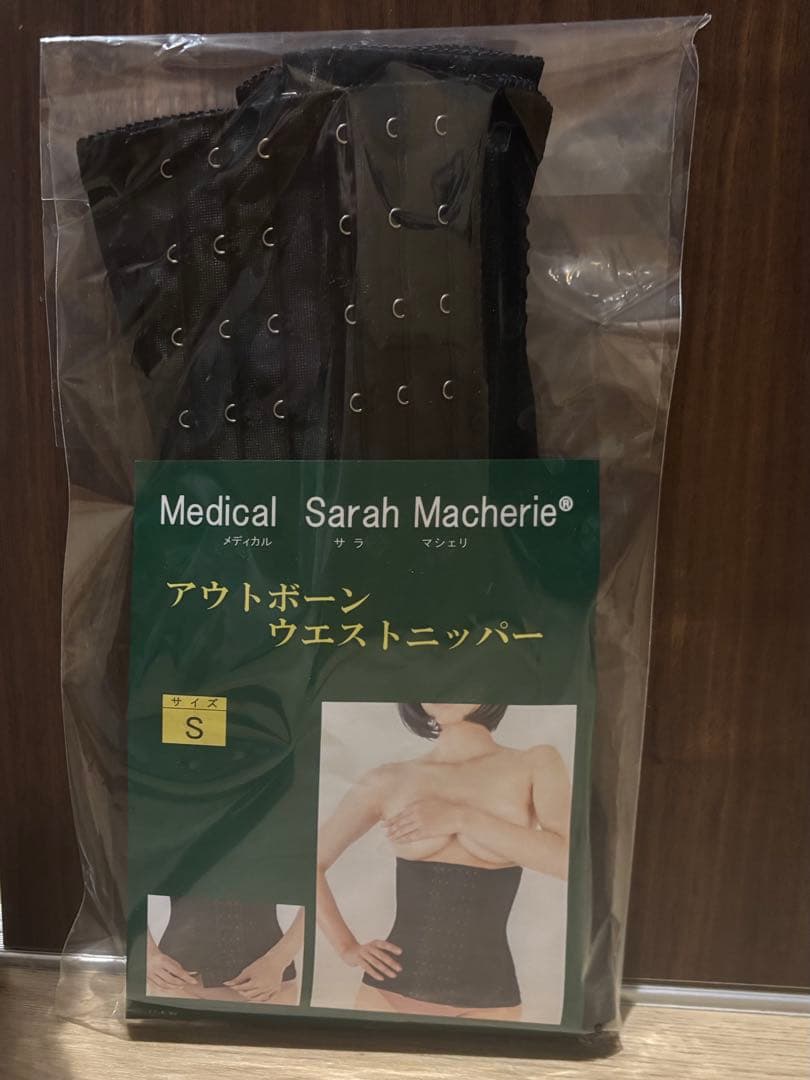 Medical Sarah Macherie®
メディカル サラ マシェリ
アウトボーン
ウエストニッパー
サイズ
S